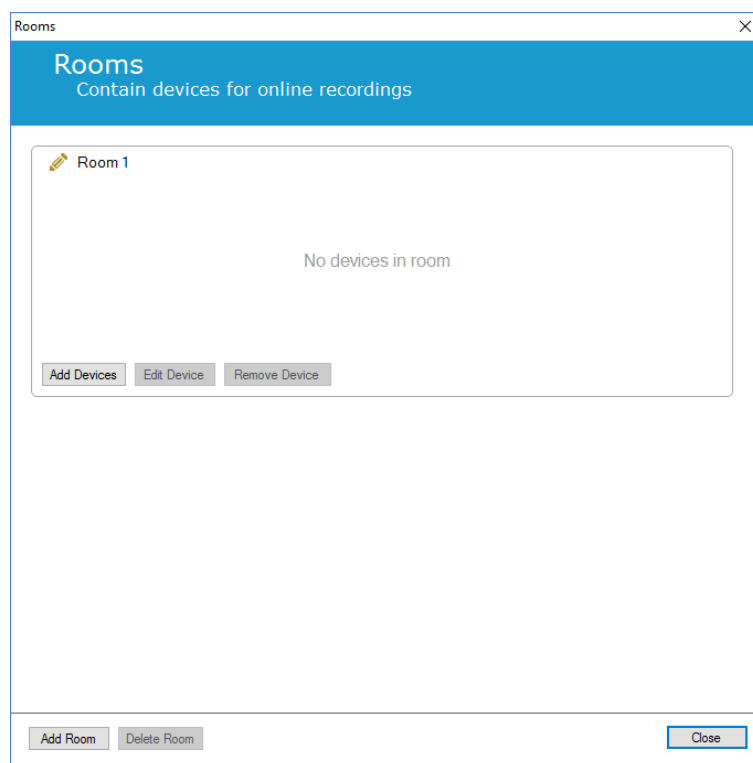 Rooms
Rooms
Contain devices for online recordings
Room 1
No devices in room
Add Devices Edit Device Remove Device
Add Room Delete Room Close